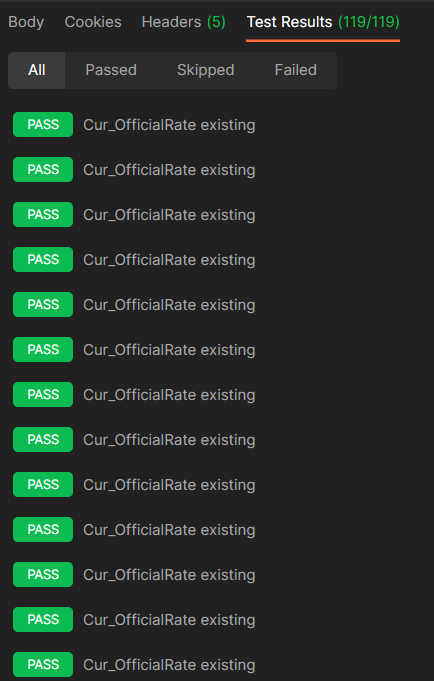 Body Cookies Headers (5) Test Results (119/119)
All Passed Skipped Failed
PASS Cur_OfficialRate existing
PASS Cur_OfficialRate existing
PASS Cur_OfficialRate existing
PASS Cur_OfficialRate existing
PASS Cur_OfficialRate existing
PASS Cur_OfficialRate existing
PASS Cur_OfficialRate existing
PASS Cur_OfficialRate existing
PASS Cur_OfficialRate existing
PASS Cur_OfficialRate existing
PASS Cur_OfficialRate existing
PASS Cur_OfficialRate existing
PASS Cur_OfficialRate existing